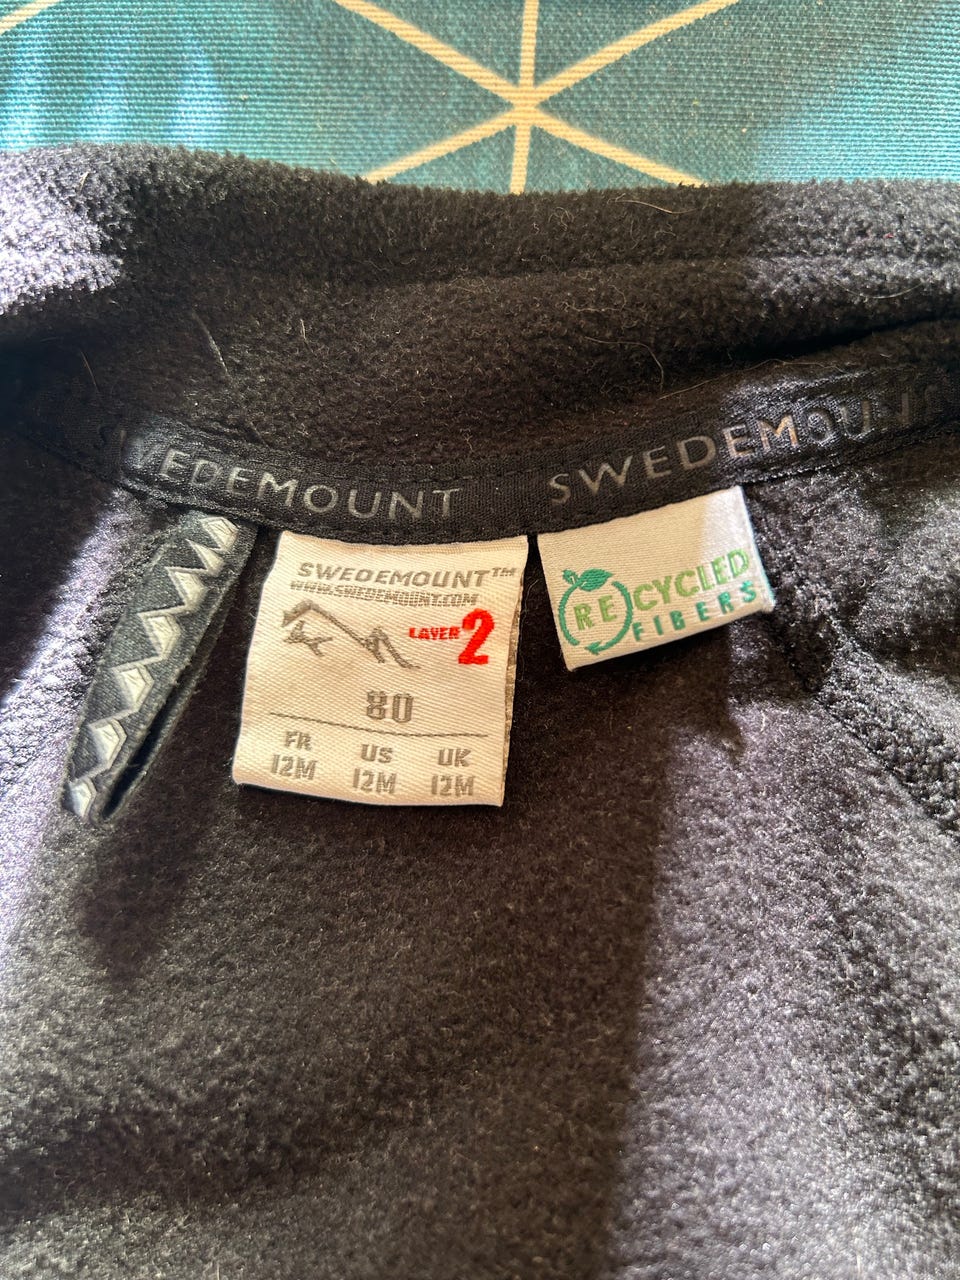 SWEDEMOUNT SWEDEMOUNT
SWEDEMOUNT™
WWW.SWEDEMOUNT.COM
LAYER 2
80
FR US UK
12M 12M 12M
RECYCLED
FIBERS